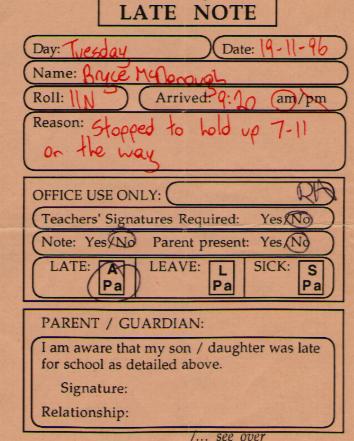 LATE NOTE
Day: Tuesday Date: 19-11-96
Name: Bryce McDonough
Roll: 11N Arrived: 9:20 am/pm
Reason: Stopped to hold up 7-11
on the way
OFFICE USE ONLY: RA
Teachers' Signatures Required: Yes/No
Note: Yes/No Parent present: Yes/No
LATE: A Pa LEAVE: L Pa SICK: S Pa
PARENT / GUARDIAN:
I am aware that my son / daughter was late
for school as detailed above.
Signature:
Relationship:
/... see over